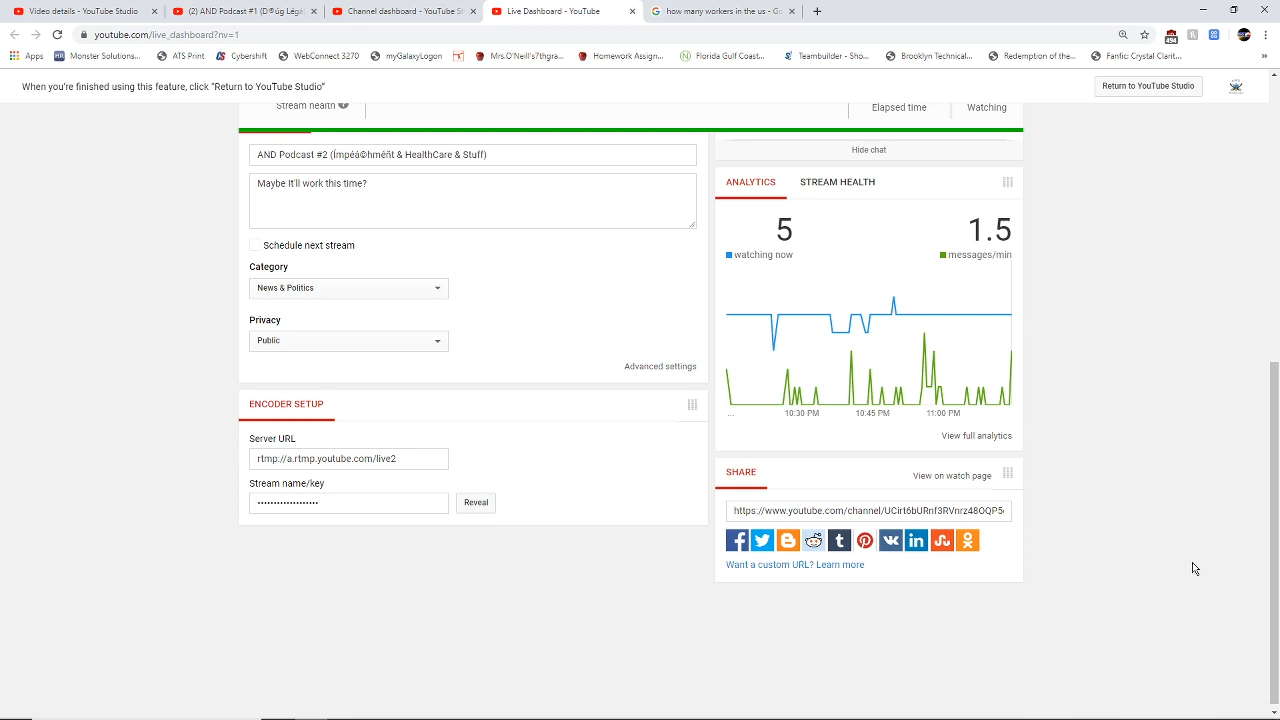 Video details - YouTube Studio
(2) AND Podcast #1 (D®úg Légál
Channel dashboard - YouTube St
Live Dashboard - YouTube
how many workers in the us - Go
youtube.com/live_dashboard?nv=1
494
Apps
Monster Solutions...
ATS Print
Cybershift
WebConnect 3270
myGalaxyLogon
Mrs.O'Neill's7thgra...
Homework Assign...
Florida Gulf Coast...
Teambuilder - Sho...
Brooklyn Technical...
Redemption of the...
Fanfic: Crystal Clarit...
When you're finished using this feature, click "Return to YouTube Studio"
Return to YouTube Studio
Stream health
Elapsed time
Watching
AND Podcast #2 (Ímpéá©hméñt & HealthCare & Stuff)
Maybe It'll work this time?
Schedule next stream
Category
News & Politics
Privacy
Public
Advanced settings
ENCODER SETUP
Server URL
rtmp://a.rtmp.youtube.com/live2
Stream name/key
•••••••••••••••••••
Reveal
Hide chat
ANALYTICS
STREAM HEALTH
5
1.5
watching now
messages/min
...
10:30 PM
10:45 PM
11:00 PM
View full analytics
SHARE
View on watch page
https://www.youtube.com/channel/UCirt6bURnf3RVnrz48OQP5
Want a custom URL? Learn more